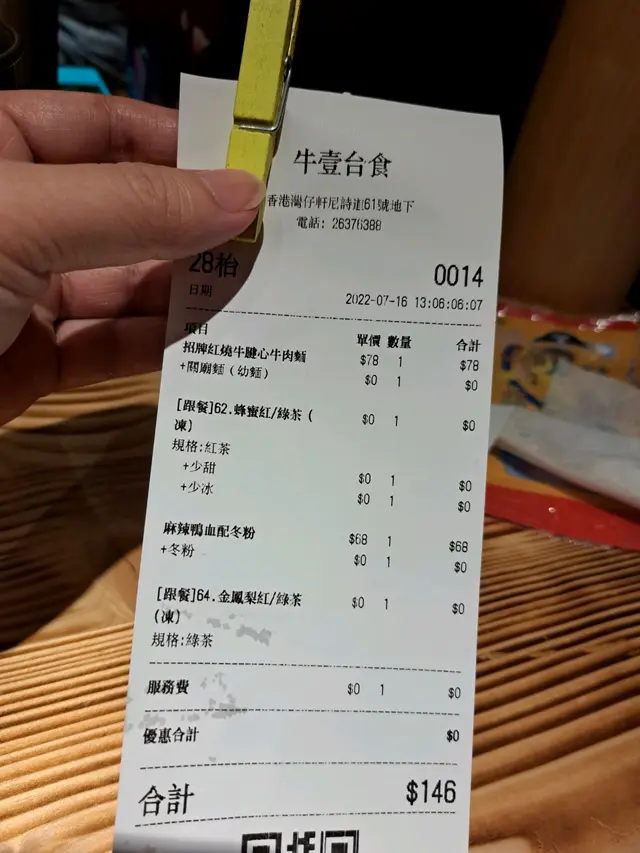 牛壹台食
香港灣仔軒尼詩道61號地下
電話: 26376388
28枱 0014
日期 2022-07-16 13:06:06:07
項目 單價 數量 合計
招牌紅燒牛腱心牛肉麵 $78 1 $78
+關廟麵(幼麵) $0 1 $0
[跟餐]62.蜂蜜紅/綠茶( $0 1 $0
凍)
規格:紅茶
+少甜 $0 1 $0
+少冰 $0 1 $0
麻辣鴨血配冬粉 $68 1 $68
+冬粉 $0 1 $0
[跟餐]64.金鳳梨紅/綠茶 $0 1 $0
(凍)
規格:綠茶
服務費 $0 1 $0
優惠合計 $0
合計 $146